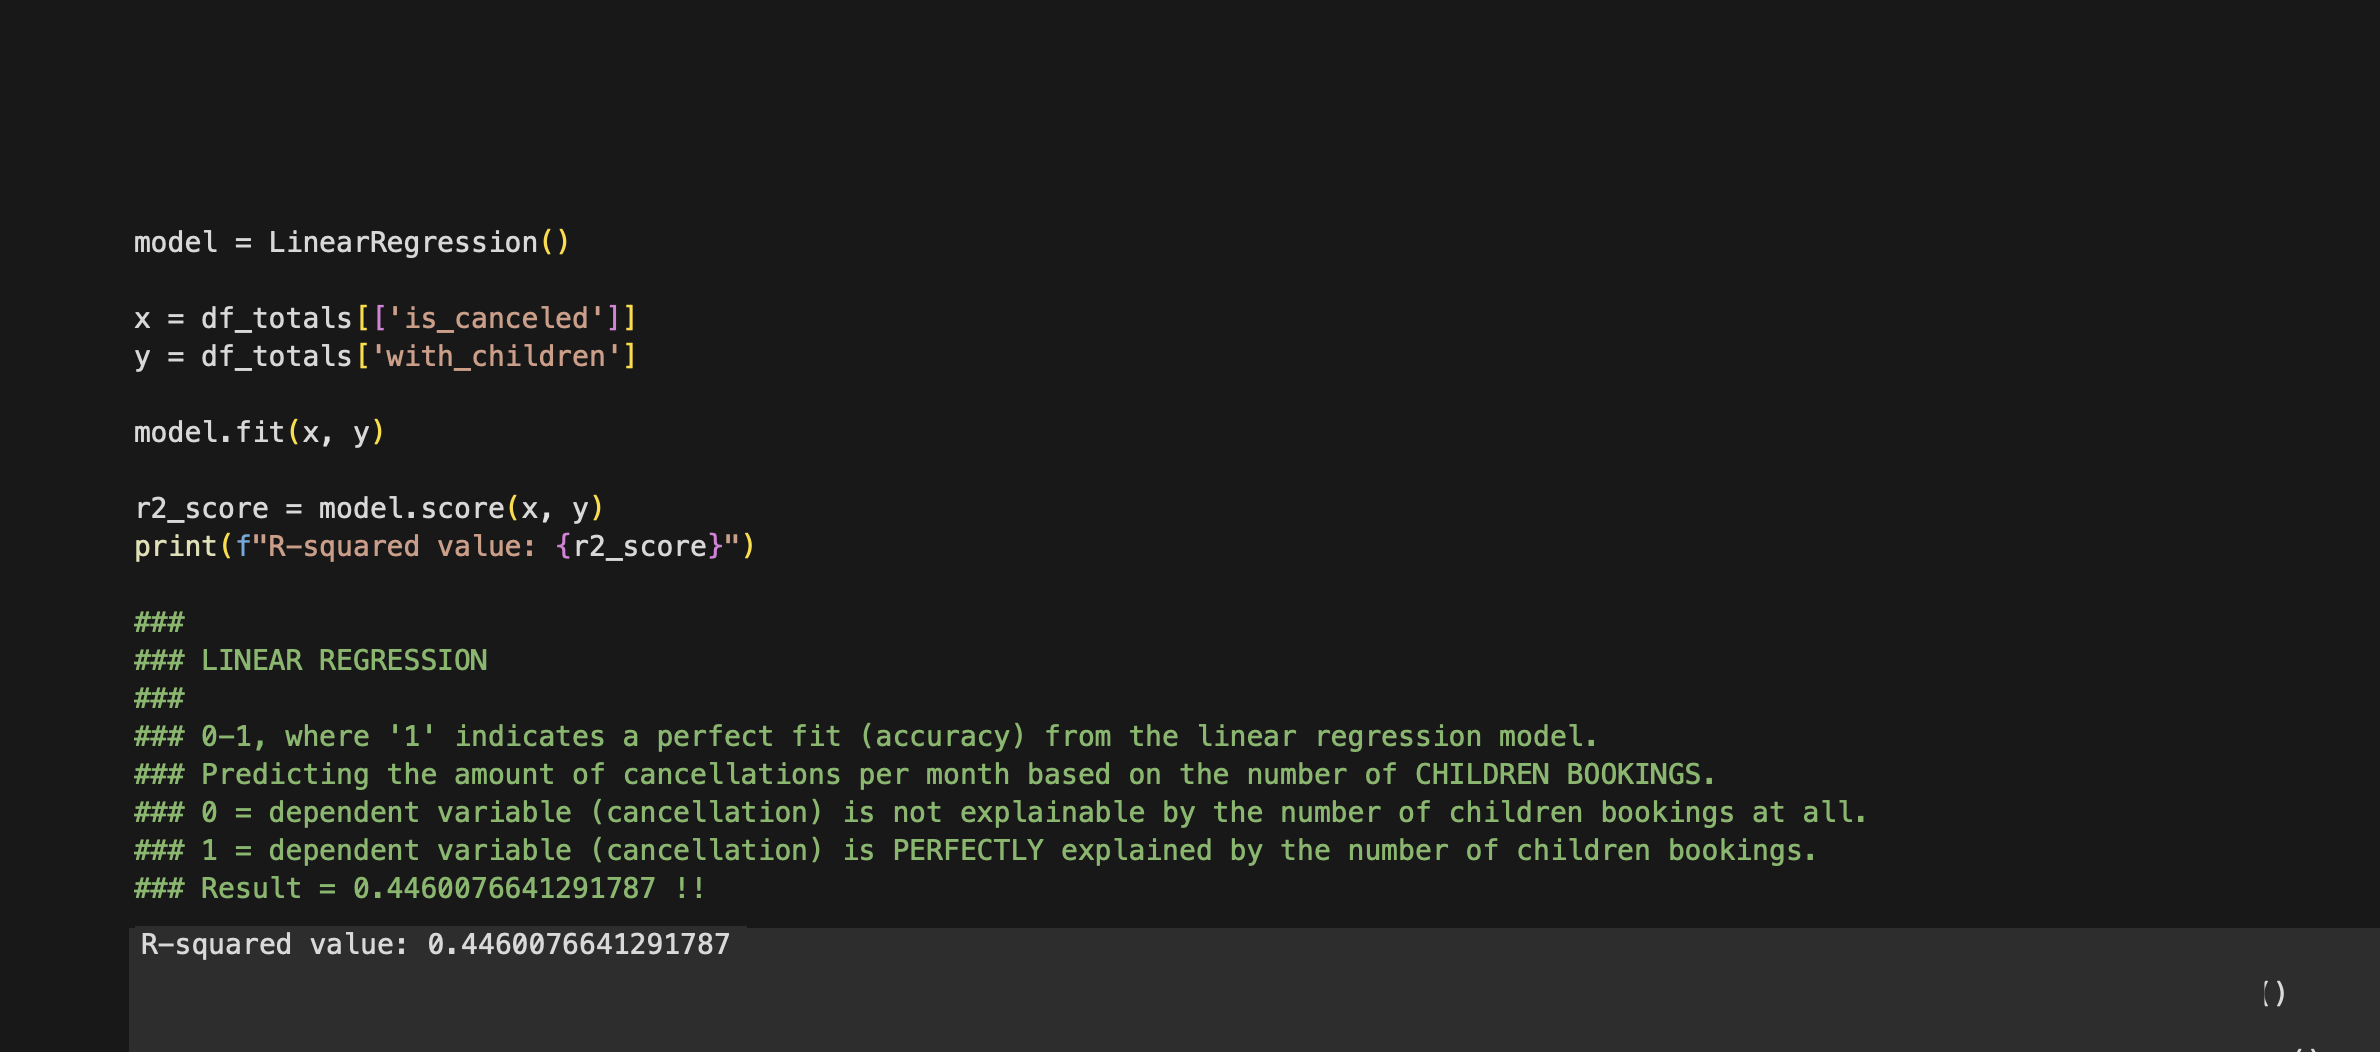 model = LinearRegression()
x = df_totals[['is_canceled']]
y = df_totals['with_children']
model.fit(x, y)
r2_score = model.score(x, y)
print(f"R-squared value: {r2_score}")
###
### LINEAR REGRESSION
###
### 0-1, where '1' indicates a perfect fit (accuracy) from the linear regression model.
### Predicting the amount of cancellations per month based on the number of CHILDREN BOOKINGS.
### 0 = dependent variable (cancellation) is not explainable by the number of children bookings at all.
### 1 = dependent variable (cancellation) is PERFECTLY explained by the number of children bookings.
### Result = 0.4460076641291787 !!
R-squared value: 0.4460076641291787
()